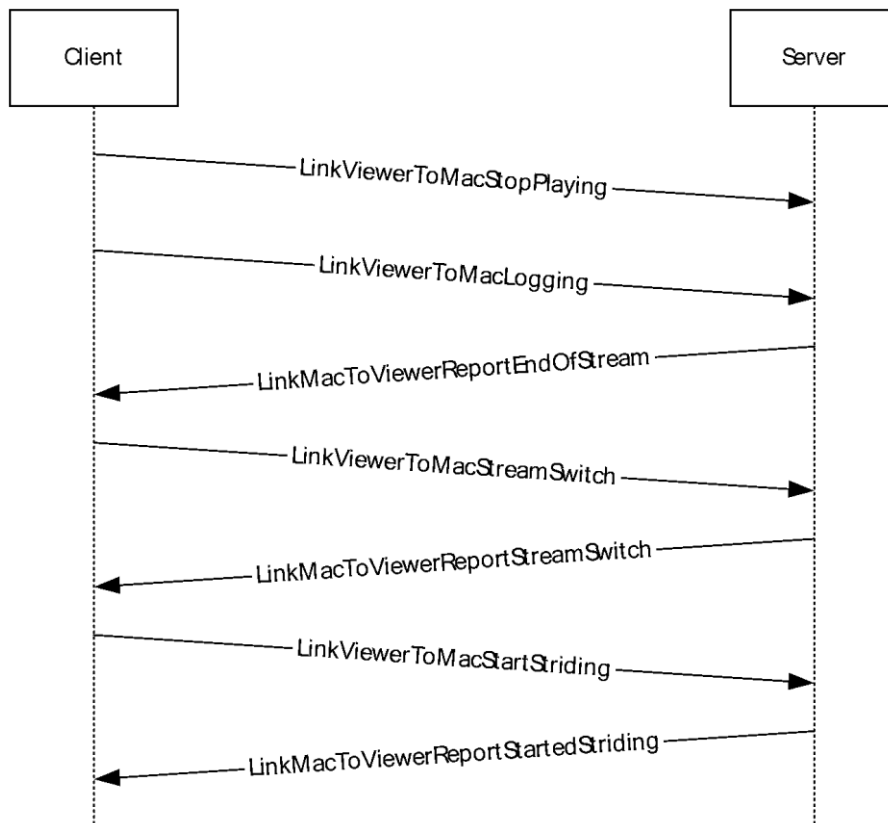 Client
Server
LinkViewerToMacStopPlaying
LinkViewerToMacLogging
LinkMacToViewerReportEndOfStream
LinkViewerToMacStreamSwitch
LinkMacToViewerReportStreamSwitch
LinkViewerToMacStartStriding
LinkMacToViewerReportStartedStriding